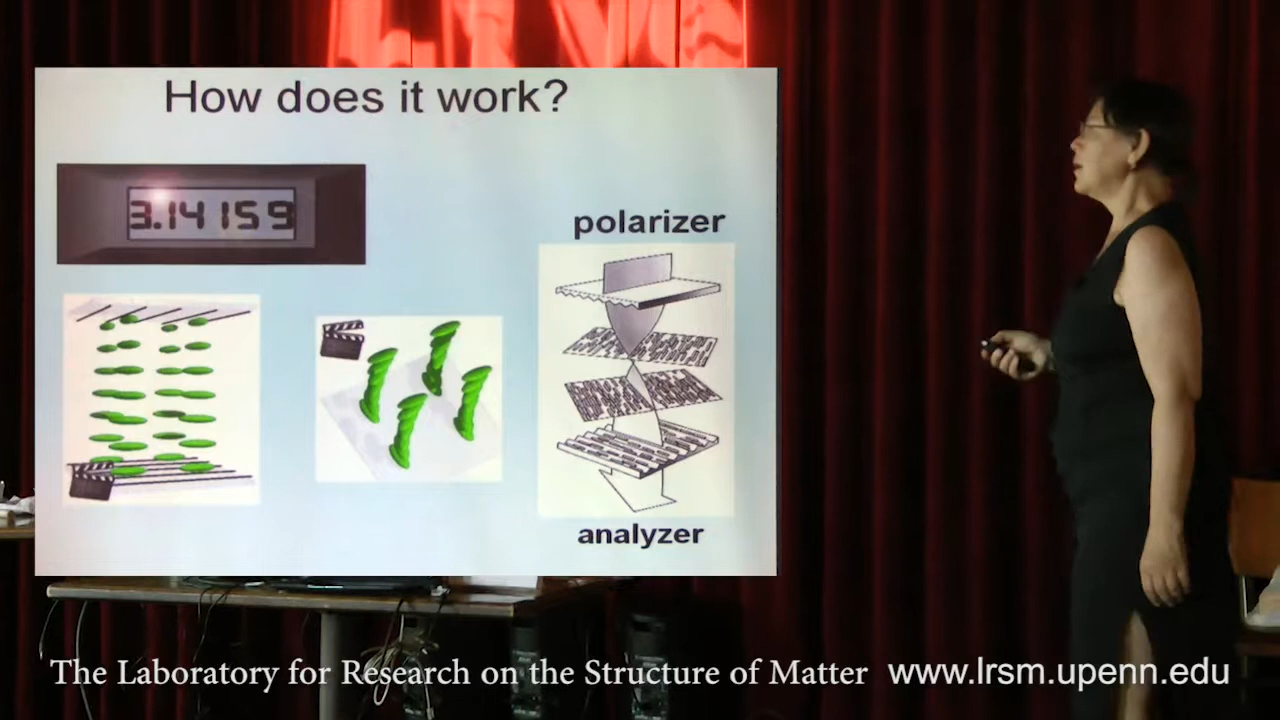 How does it work?
3.14159
polarizer
analyzer
The Laboratory for Research on the Structure of Matter www.lrsm.upenn.edu